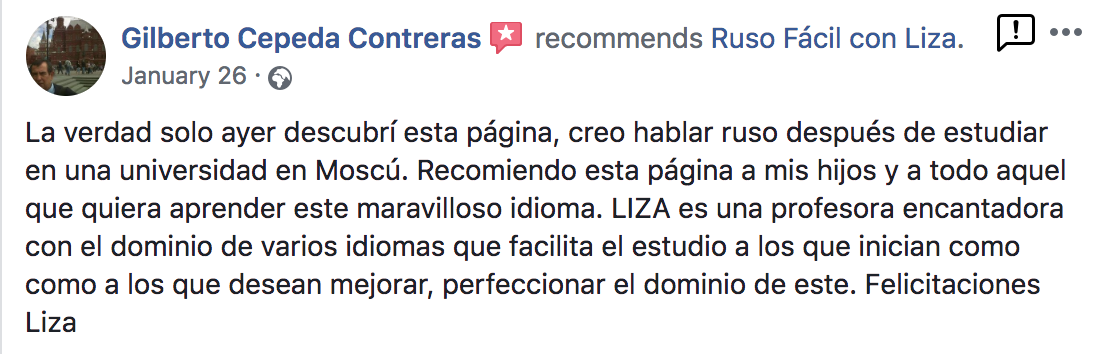 Gilberto Cepeda Contreras recommends Ruso Fácil con Liza.
January 26 ·
La verdad solo ayer descubrí esta página, creo hablar ruso después de estudiar
en una universidad en Moscú. Recomiendo esta página a mis hijos y a todo aquel
que quiera aprender este maravilloso idioma. LIZA es una profesora encantadora
con el dominio de varios idiomas que facilita el estudio a los que inician como
como a los que desean mejorar, perfeccionar el dominio de este. Felicitaciones
Liza